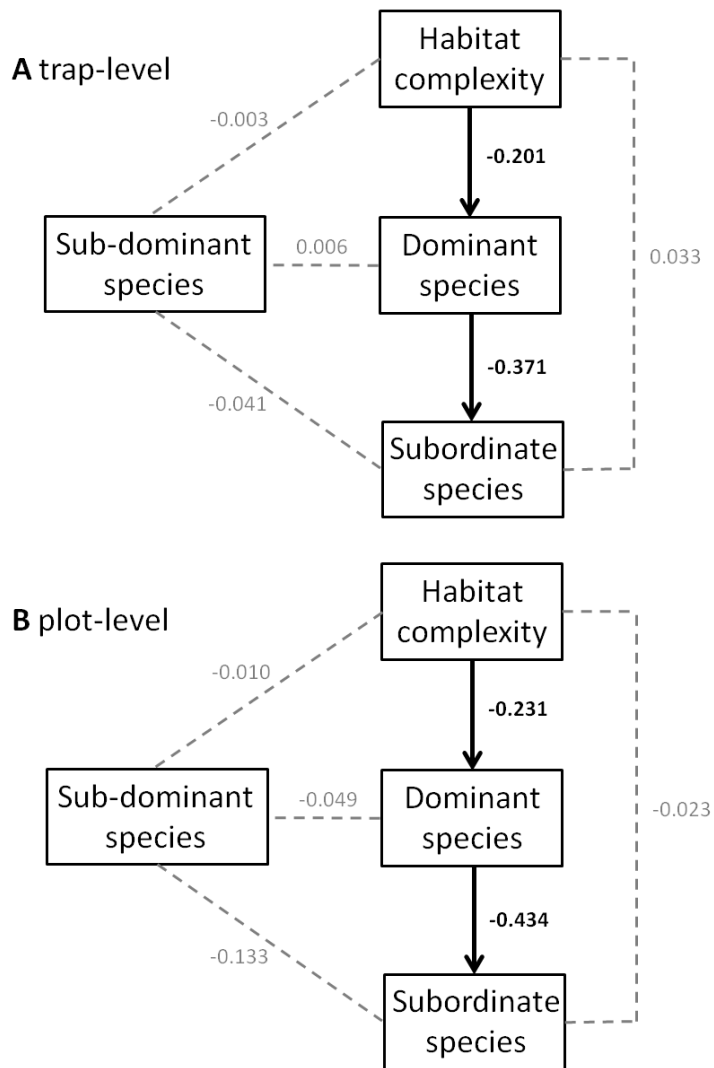 A trap-level
Habitat
complexity
-0.003
-0.201
Sub-dominant
species
0.006
Dominant
species
0.033
-0.371
-0.041
Subordinate
species
B plot-level
Habitat
complexity
-0.010
-0.231
Sub-dominant
species
-0.049
Dominant
species
-0.023
-0.434
-0.133
Subordinate
species